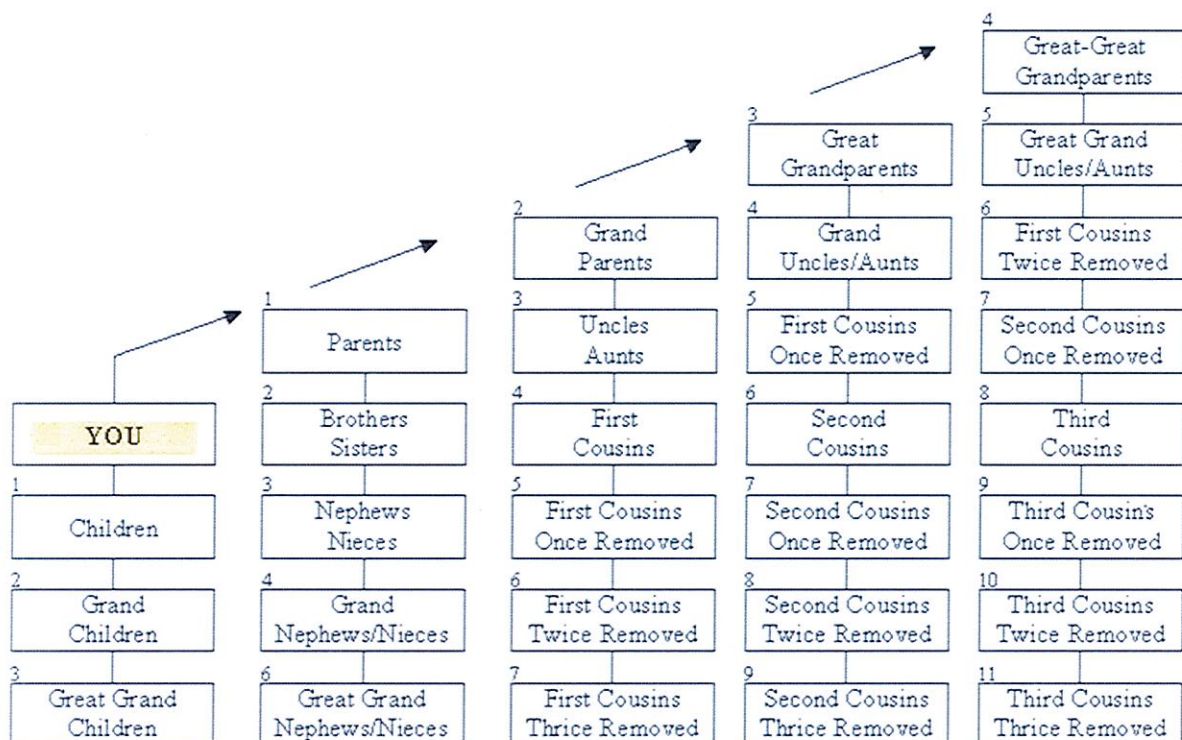 4
Great-Great
Grandparents
3
Great
Grandparents
5
Great Grand
Uncles/Aunts
2
Grand
Parents
4
Grand
Uncles/Aunts
6
First Cousins
Twice Removed
1
Parents
3
Uncles
Aunts
5
First Cousins
Once Removed
7
Second Cousins
Once Removed
YOU
2
Brothers
Sisters
4
First
Cousins
6
Second
Cousins
8
Third
Cousins
1
Children
3
Nephews
Nieces
5
First Cousins
Once Removed
7
Second Cousins
Once Removed
9
Third Cousin's
Once Removed
2
Grand
Children
4
Grand
Nephews/Nieces
6
First Cousins
Twice Removed
8
Second Cousins
Twice Removed
10
Third Cousins
Twice Removed
3
Great Grand
Children
6
Great Grand
Nephews/Nieces
7
First Cousins
Thrice Removed
9
Second Cousins
Thrice Removed
11
Third Cousins
Thrice Removed